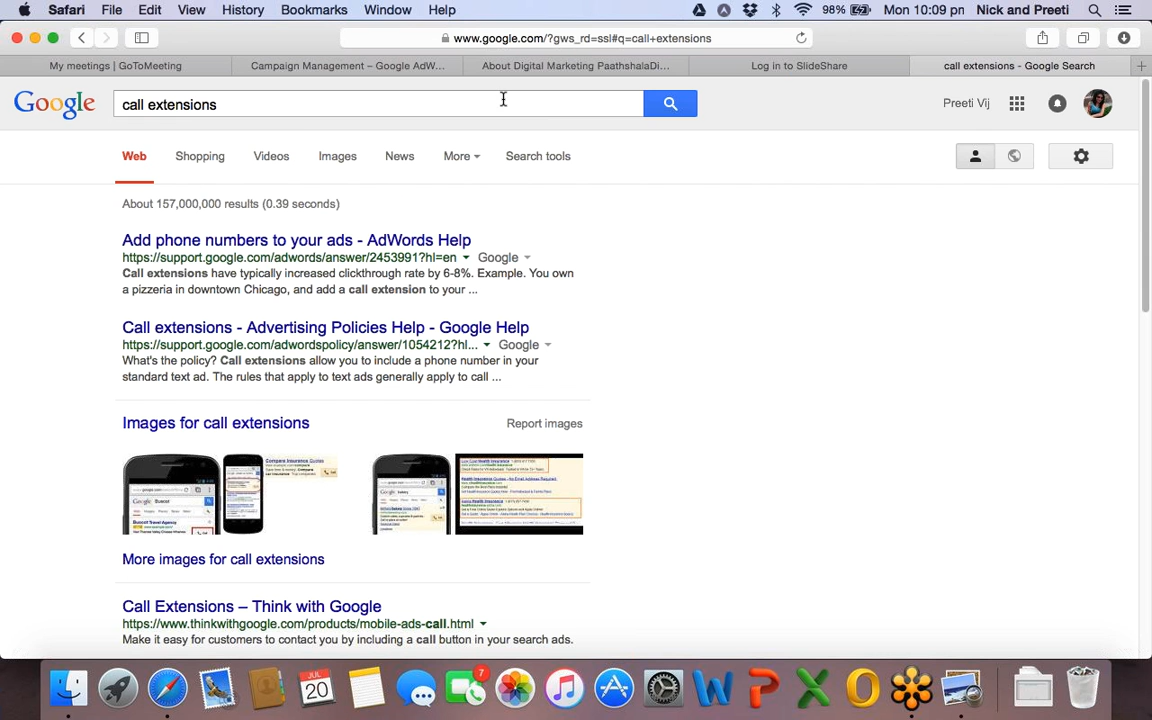 Safari File Edit View History Bookmarks Window Help 98% Mon 10:09 pm Nick and Preeti
www.google.com/?gws_rd=ssl#q=call+extensions
My meetings | GoToMeeting Campaign Management – Google AdW... About Digital Marketing PaathshalaDi... Log in to SlideShare call extensions - Google Search
Google call extensions Preeti Vij
Web Shopping Videos Images News More Search tools
About 157,000,000 results (0.39 seconds)
Add phone numbers to your ads - AdWords Help
https://support.google.com/adwords/answer/2453991?hl=en Google
Call extensions have typically increased clickthrough rate by 6-8%. Example. You own
a pizzeria in downtown Chicago, and add a call extension to your ...
Call extensions - Advertising Policies Help - Google Help
https://support.google.com/adwordspolicy/answer/1054212?hl... Google
What's the policy? Call extensions allow you to include a phone number in your
standard text ad. The rules that apply to text ads generally apply to call ...
Images for call extensions Report images
More images for call extensions
Call Extensions – Think with Google
https://www.thinkwithgoogle.com/products/mobile-ads-call.html
Make it easy for customers to contact you by including a call button in your search ads.
JUL
20
7